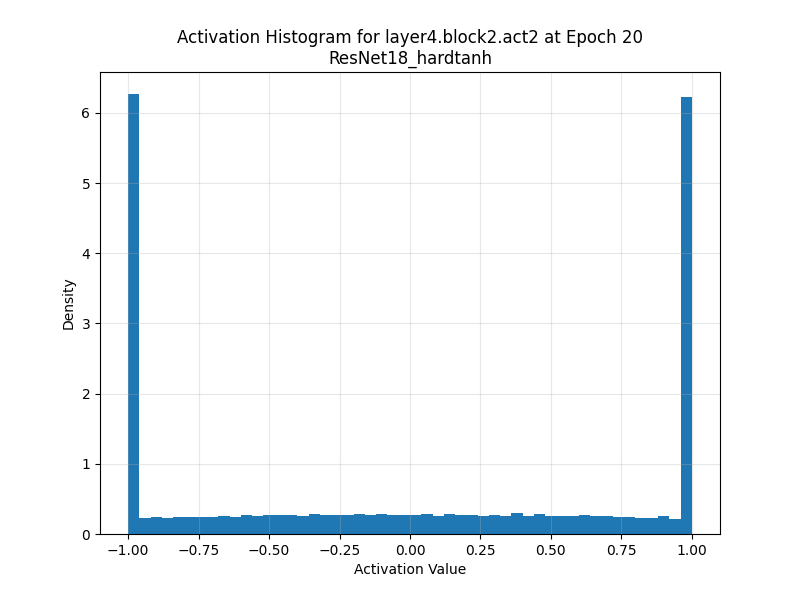 Activation Histogram for layer4.block2.act2 at Epoch 20
ResNet18_hardtanh
Density
6
5
4
3
2
1
0
−1.00 −0.75 −0.50 −0.25 0.00 0.25 0.50 0.75 1.00
Activation Value